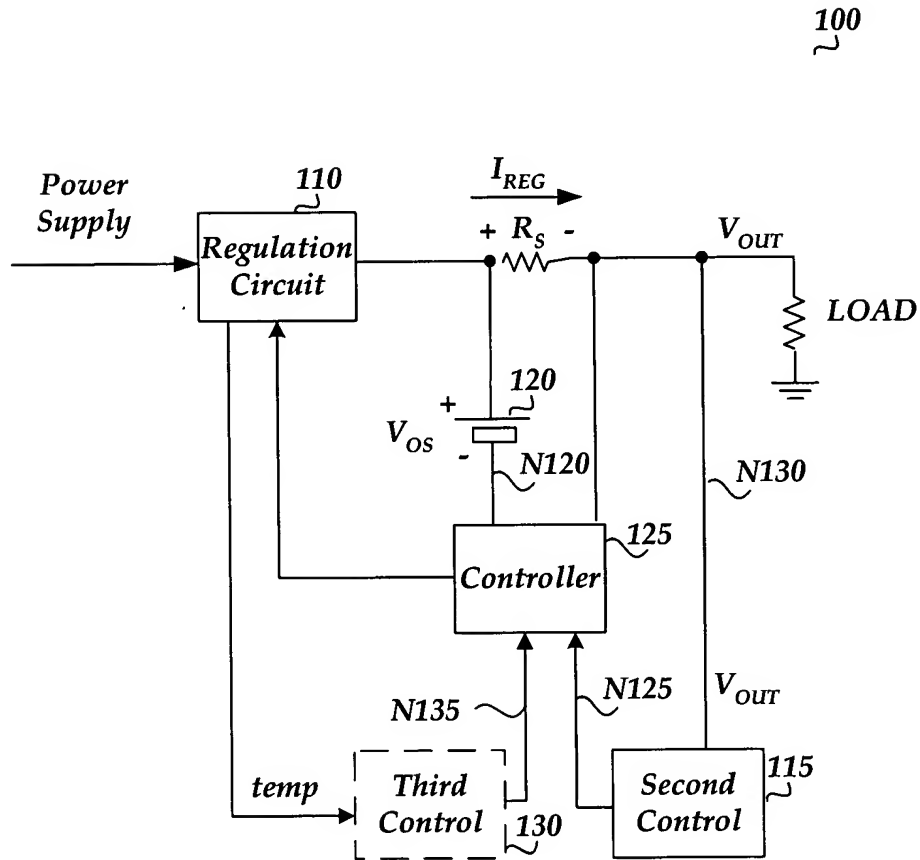 100
Power
Supply
110
I_REG
+ R_S -
V_OUT
Regulation
Circuit
LOAD
120
+
V_OS
-
N120
N130
125
Controller
N135
N125
V_OUT
temp
Third
Control
130
Second
Control
115